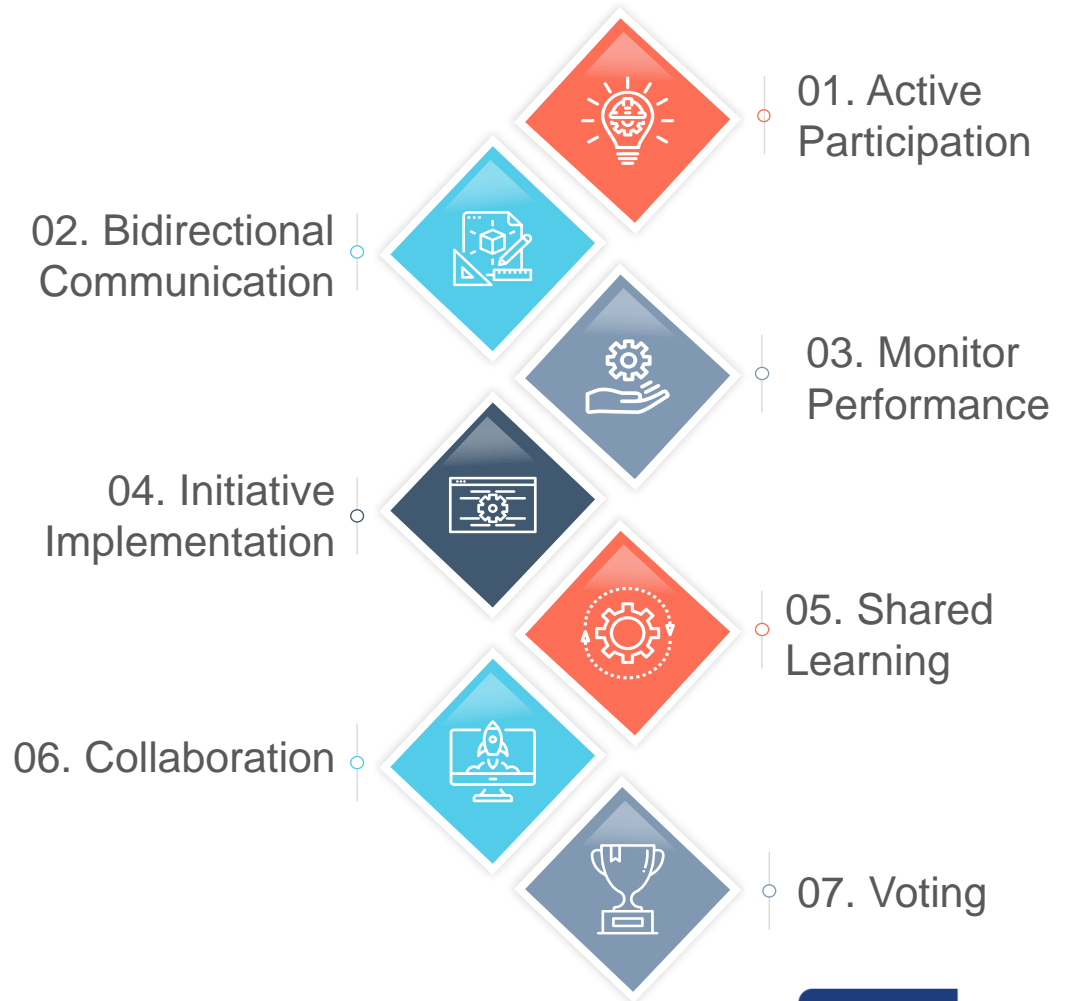 01. Active
Participation
02. Bidirectional
Communication
03. Monitor
Performance
04. Initiative
Implementation
05. Shared
Learning
06. Collaboration
07. Voting